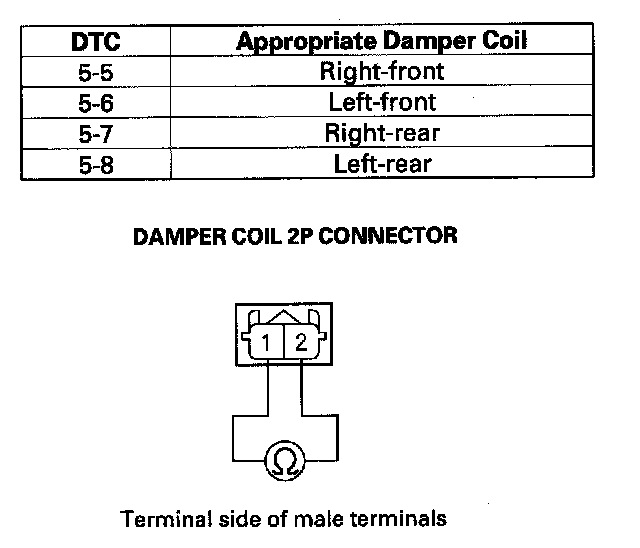 DTC Appropriate Damper Coil
5-5 Right-front
5-6 Left-front
5-7 Right-rear
5-8 Left-rear
DAMPER COIL 2P CONNECTOR
1 2
Ω
Terminal side of male terminals